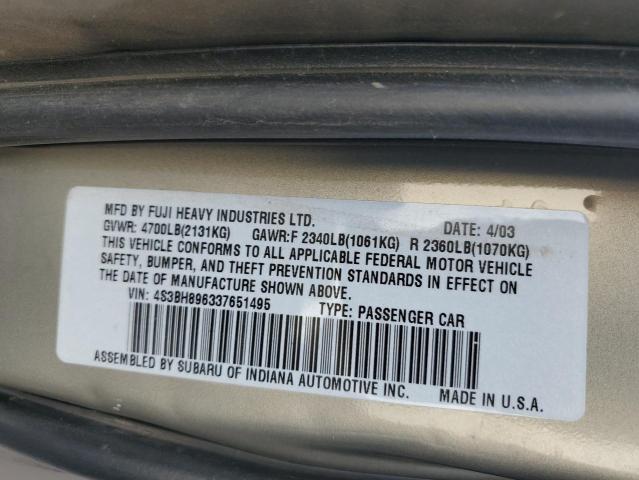 MFD BY FUJI HEAVY INDUSTRIES LTD. DATE: 4/03
GVWR: 4700LB(2131KG) GAWR:F 2340LB(1061KG) R 2360LB(1070KG)
THIS VEHICLE CONFORMS TO ALL APPLICABLE FEDERAL MOTOR VEHICLE
SAFETY, BUMPER, AND THEFT PREVENTION STANDARDS IN EFFECT ON
THE DATE OF MANUFACTURE SHOWN ABOVE.
VIN: 4S3BH896337651495 TYPE: PASSENGER CAR
ASSEMBLED BY SUBARU OF INDIANA AUTOMOTIVE INC. MADE IN U.S.A.